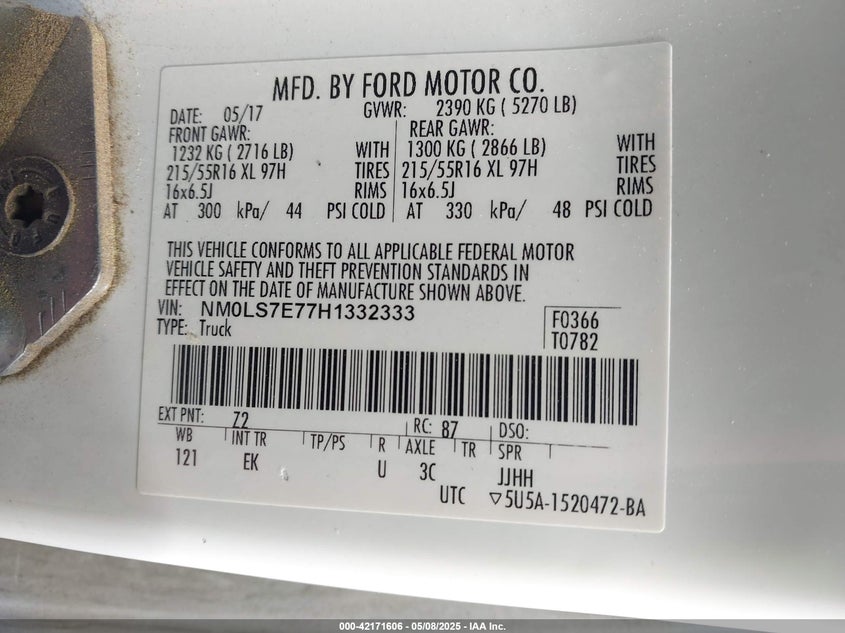 MFD. BY FORD MOTOR CO.
DATE: 05/17 GVWR: 2390 KG ( 5270 LB)
FRONT GAWR: REAR GAWR:
1232 KG ( 2716 LB) WITH 1300 KG ( 2866 LB) WITH
215/55R16 XL 97H TIRES 215/55R16 XL 97H TIRES
16x6.5J RIMS 16x6.5J RIMS
AT 300 kPa/ 44 PSI COLD AT 330 kPa/ 48 PSI COLD
THIS VEHICLE CONFORMS TO ALL APPLICABLE FEDERAL MOTOR
VEHICLE SAFETY AND THEFT PREVENTION STANDARDS IN
EFFECT ON THE DATE OF MANUFACTURE SHOWN ABOVE.
VIN: NM0LS7E77H1332333
TYPE: Truck
F0366
T0782
EXT PNT: Z2 RC: 87 DSO:
WB INT TR TP/PS R AXLE TR SPR
121 EK U 3C JJHH
UTC ▽5U5A-1520472-BA
000-42171606 - 05/08/2025 - IAA Inc.